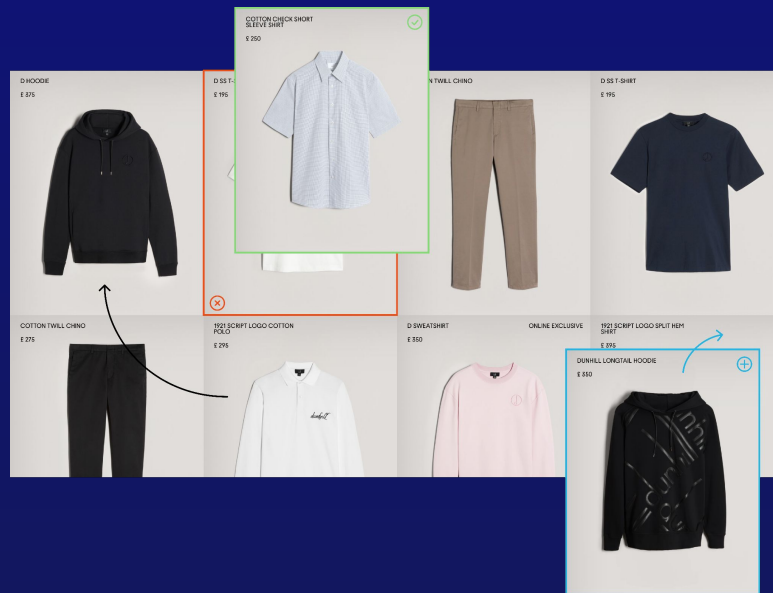 COTTON CHECK SHORT
SLEEVE SHIRT
£ 250
D HOODIE
£ 375
D SS T-
£ 195
TWILL CHINO
D SS T-SHIRT
£ 195
COTTON TWILL CHINO
£ 275
1921 SCRIPT LOGO COTTON
POLO
£ 295
dunhill
D SWEATSHIRT
ONLINE EXCLUSIVE
£ 350
1921 SCRIPT LOGO SPLIT HEM
SHIRT
£ 395
DUNHILL LONGTAIL HOODIE
£ 350